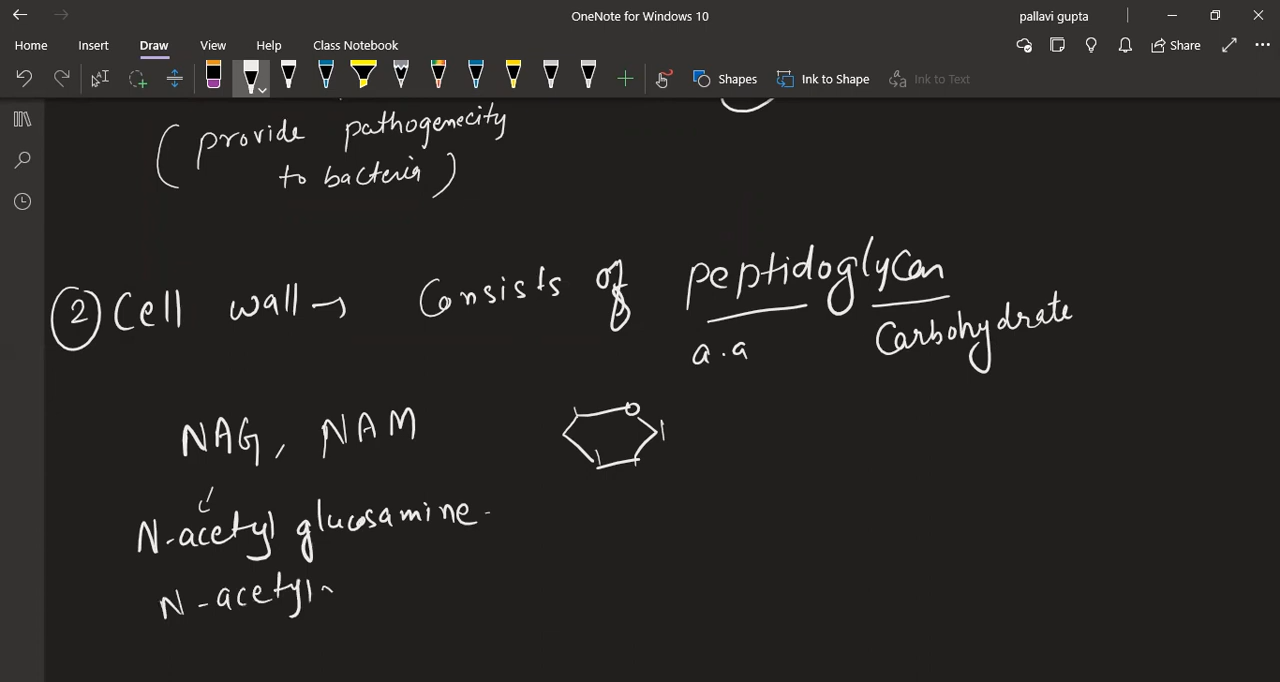 OneNote for Windows 10
pallavi gupta
Home Insert Draw View Help Class Notebook
Share
Shapes Ink to Shape Ink to Text
(provide pathogenecity
to bacteria)
② Cell wall → Consists of peptidoglycan
a.a Carbohydrate
NAG, NAM
N-acetyl glucosamine.
N-acetyl